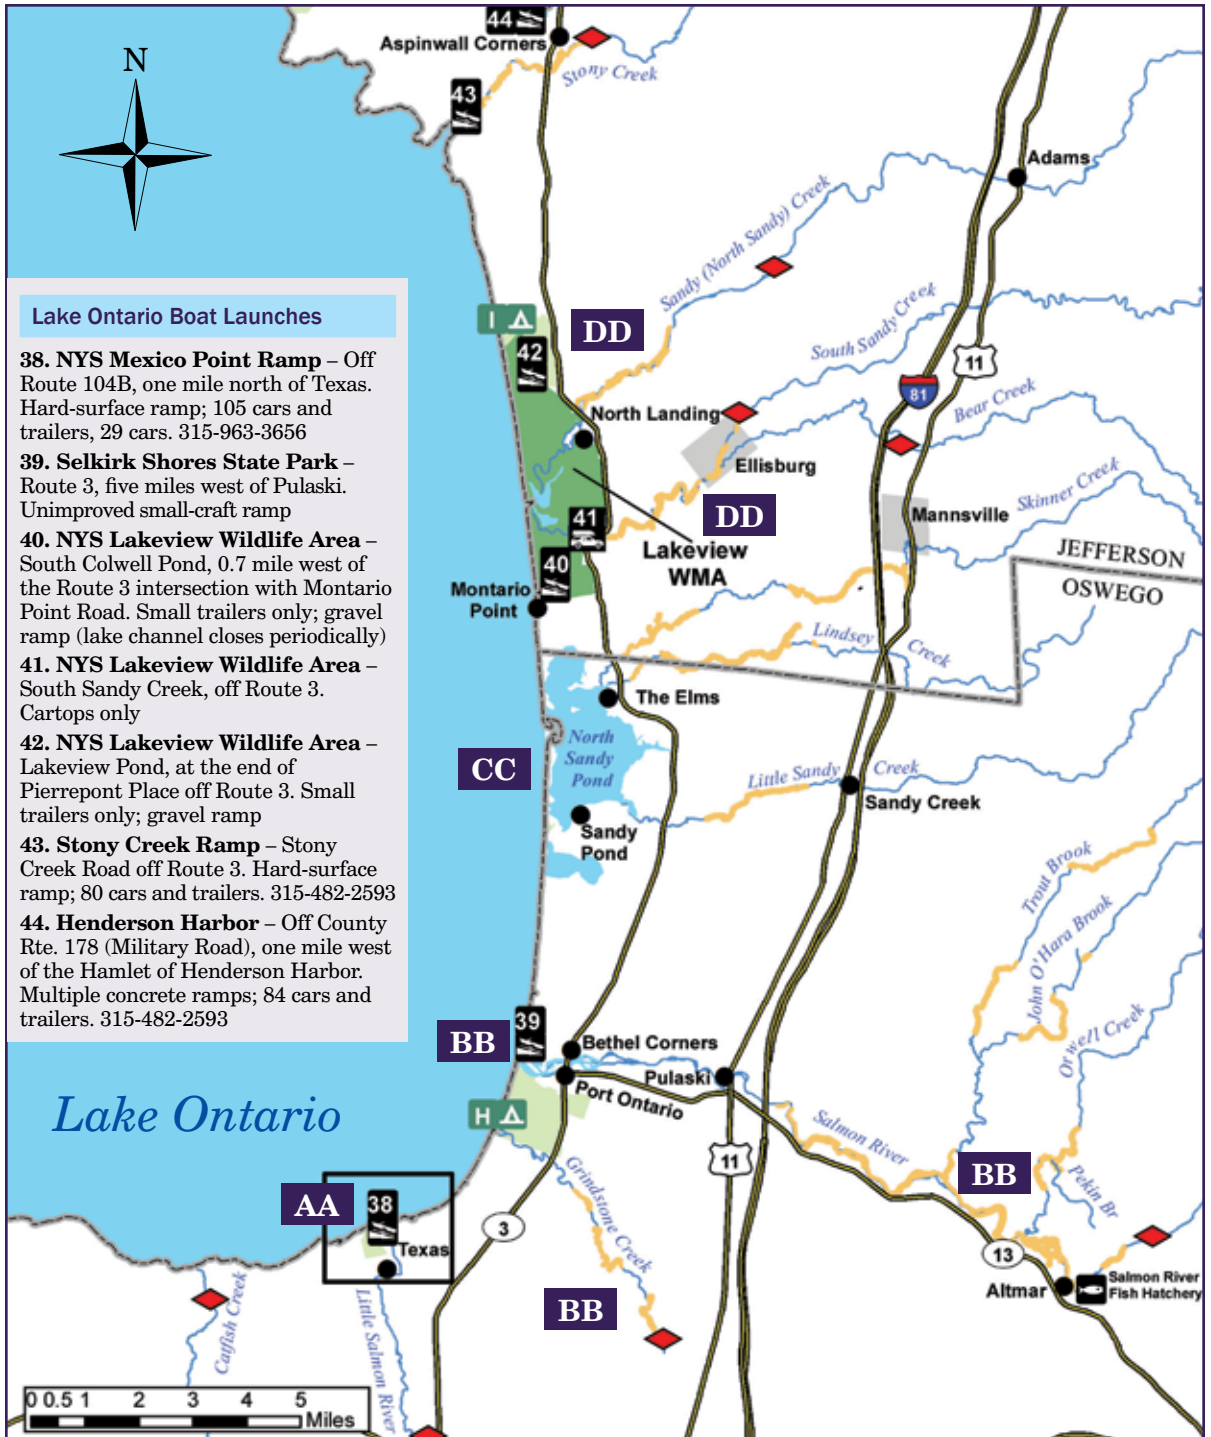 44
Aspinwall Corners
Stony Creek
N
43
Adams
Sandy (North Sandy) Creek
Lake Ontario Boat Launches
38. NYS Mexico Point Ramp – Off
Route 104B, one mile north of Texas.
Hard-surface ramp; 105 cars and
trailers, 29 cars. 315-963-3656
39. Selkirk Shores State Park –
Route 3, five miles west of Pulaski.
Unimproved small-craft ramp
40. NYS Lakeview Wildlife Area –
South Colwell Pond, 0.7 mile west of
the Route 3 intersection with Montario
Point Road. Small trailers only; gravel
ramp (lake channel closes periodically)
41. NYS Lakeview Wildlife Area –
South Sandy Creek, off Route 3.
Cartops only
42. NYS Lakeview Wildlife Area –
Lakeview Pond, at the end of
Pierrepont Place off Route 3. Small
trailers only; gravel ramp
43. Stony Creek Ramp – Stony
Creek Road off Route 3. Hard-surface
ramp; 80 cars and trailers. 315-482-2593
44. Henderson Harbor – Off County
Rte. 178 (Military Road), one mile west
of the Hamlet of Henderson Harbor.
Multiple concrete ramps; 84 cars and
trailers. 315-482-2593
I
DD
42
South Sandy Creek
11
81
Bear Creek
North Landing
Ellisburg
Skinner Creek
DD
Mannsville
41
Lakeview
WMA
JEFFERSON
OSWEGO
40
Montario
Point
Lindsey
Creek
The Elms
North
Sandy
Pond
CC
Little Sandy
Creek
Sandy Creek
Sandy
Pond
Trout Brook
John O'Hara Brook
Orwell Creek
39
BB
Bethel Corners
Pulaski
Port Ontario
H
Lake Ontario
Salmon River
11
Grindstone Creek
BB
Pekin Br
AA
38
Texas
3
13
Altmar
Salmon River
Fish Hatchery
BB
Catfish Creek
Little Salmon River
0 0.5 1 2 3 4 5
Miles